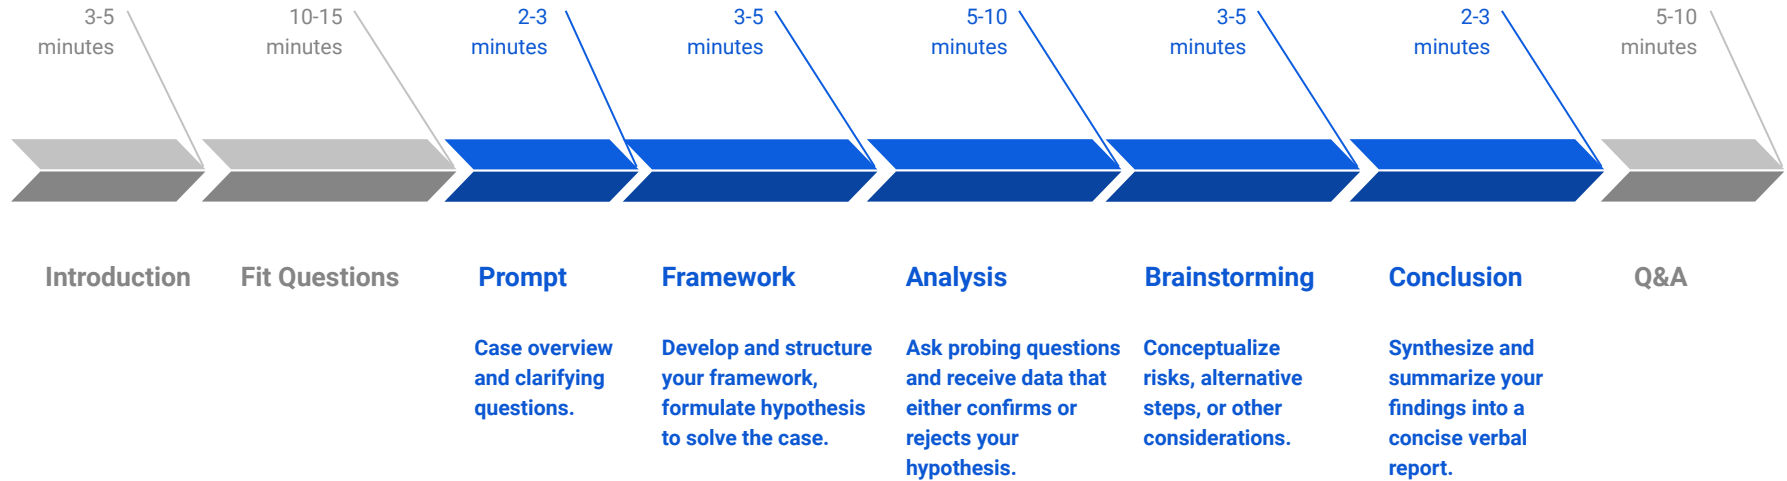 3-5
minutes
10-15
minutes
2-3
minutes
3-5
minutes
5-10
minutes
3-5
minutes
2-3
minutes
5-10
minutes
Introduction
Fit Questions
Prompt
Framework
Analysis
Brainstorming
Conclusion
Q&A
Case overview
and clarifying
questions.
Develop and structure
your framework,
formulate hypothesis
to solve the case.
Ask probing questions
and receive data that
either confirms or
rejects your
hypothesis.
Conceptualize
risks, alternative
steps, or other
considerations.
Synthesize and
summarize your
findings into a
concise verbal
report.